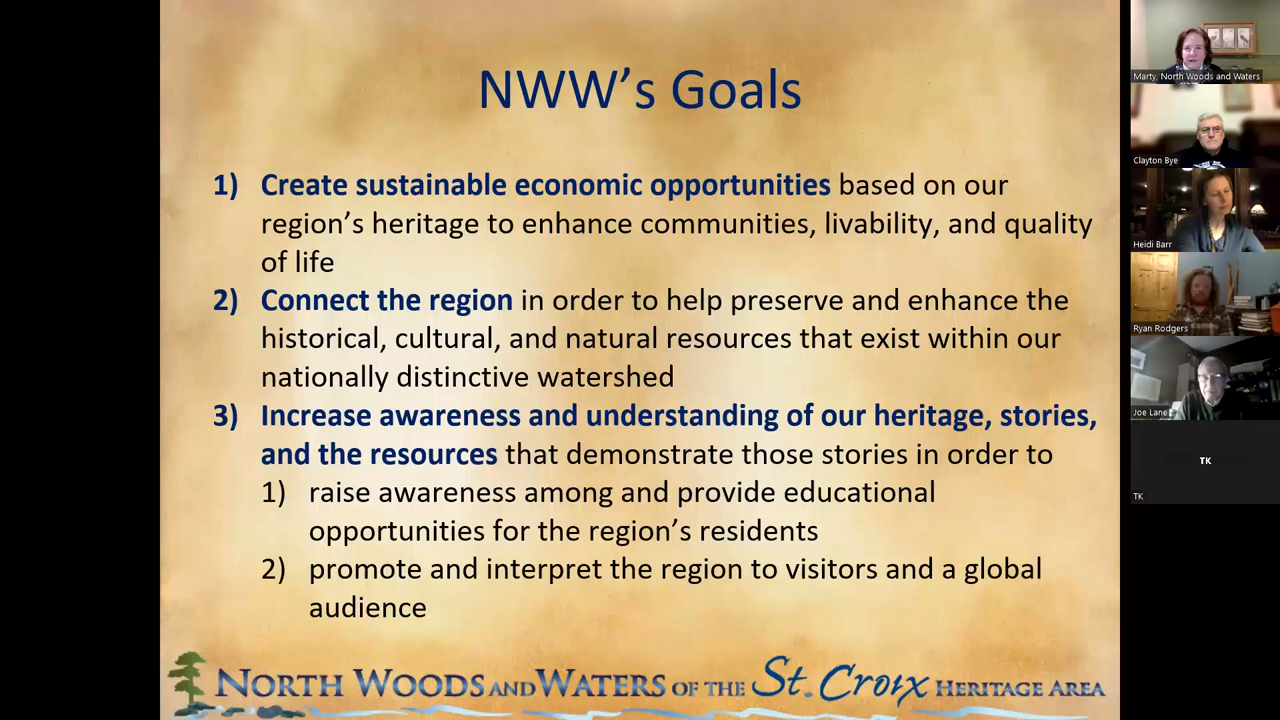 NWW's Goals
1) Create sustainable economic opportunities based on our
region's heritage to enhance communities, livability, and quality
of life
2) Connect the region in order to help preserve and enhance the
historical, cultural, and natural resources that exist within our
nationally distinctive watershed
3) Increase awareness and understanding of our heritage, stories,
and the resources that demonstrate those stories in order to
1) raise awareness among and provide educational
opportunities for the region's residents
2) promote and interpret the region to visitors and a global
audience
NORTH WOODS AND WATERS OF THE St. Croix HERITAGE AREA
Marty, North Woods and Waters
Clayton Bye
Heidi Barr
Ryan Rodgers
Joe Lane
TK
TK